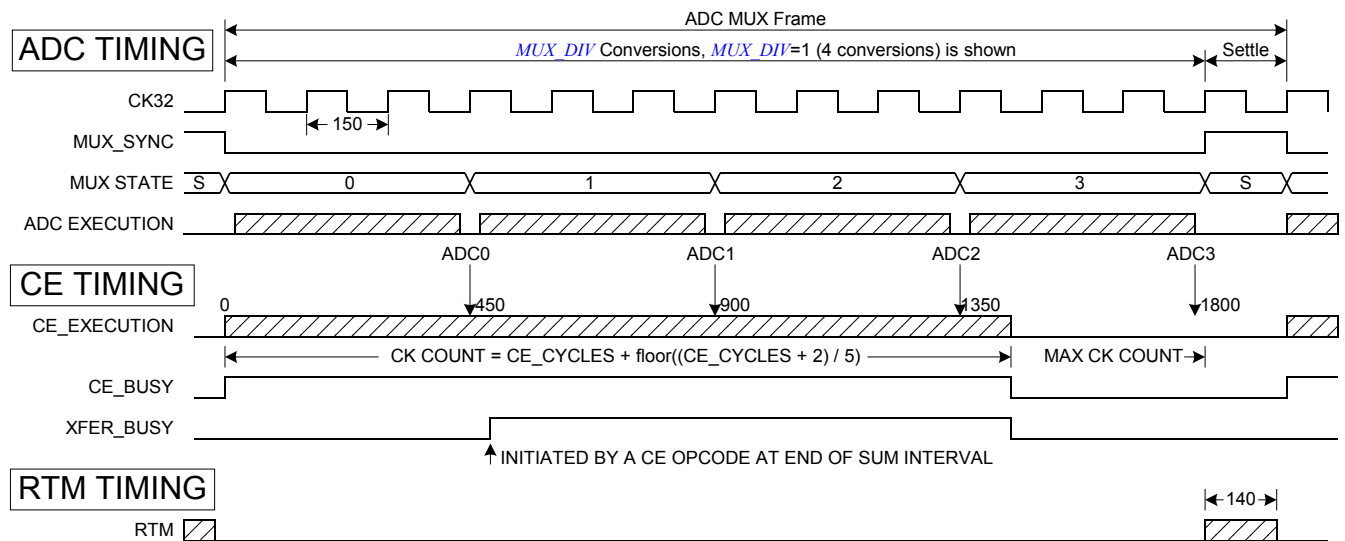 ADC MUX Frame
ADC TIMING
MUX_DIV Conversions, MUX_DIV=1 (4 conversions) is shown
Settle
CK32
150
MUX_SYNC
MUX STATE S 0 1 2 3 S
ADC EXECUTION
ADC0 ADC1 ADC2 ADC3
CE TIMING
0 450 900 1350 1800
CE_EXECUTION
CK COUNT = CE_CYCLES + floor((CE_CYCLES + 2) / 5)
MAX CK COUNT
CE_BUSY
XFER_BUSY
INITIATED BY A CE OPCODE AT END OF SUM INTERVAL
RTM TIMING
140
RTM